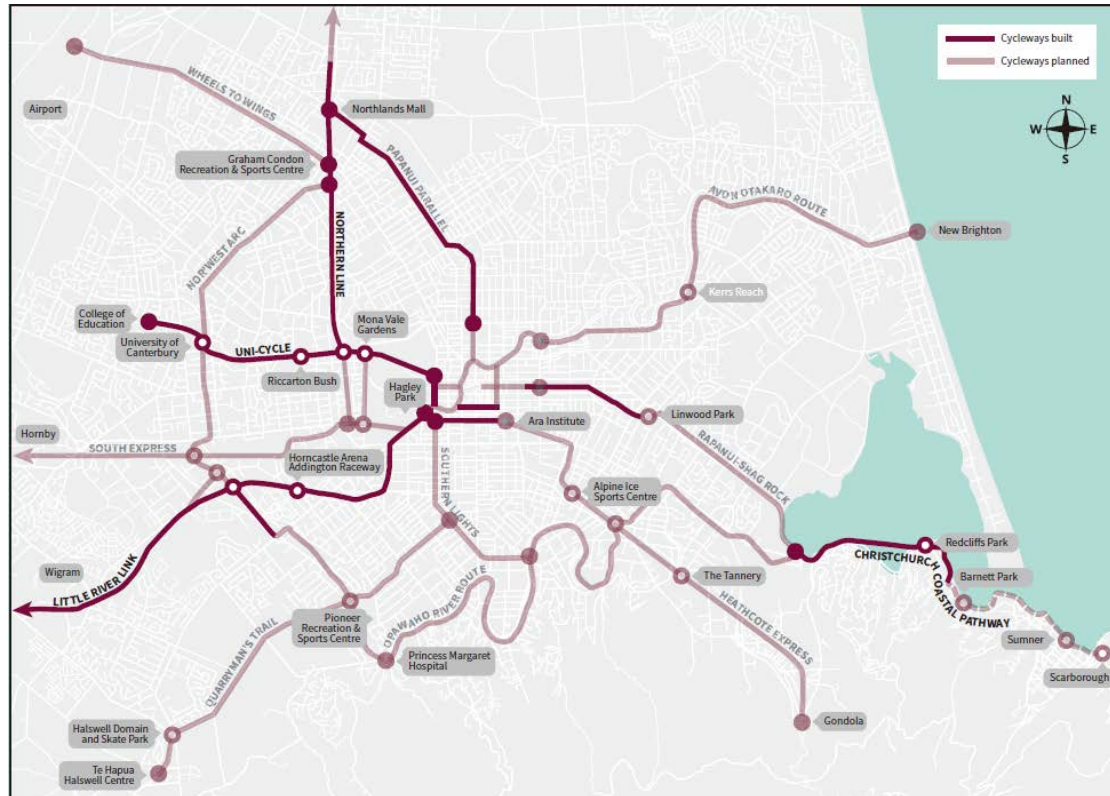 Cycleways built
Cycleways planned
N
W
E
S
Airport
WHEELS TO WINGS
Northlands Mall
Graham Condon
Recreation & Sports Centre
PAPANUI PARALLEL
AVON OTAKARO ROUTE
New Brighton
NOR'WEST ARC
NORTHERN LINE
Kerrs Reach
College of
Education
University of
Canterbury
UNI-CYCLE
Mona Vale
Gardens
Riccarton Bush
Hagley
Park
Ara Institute
Linwood Park
Hornby
SOUTH EXPRESS
Horncastle Arena
Addington Raceway
SOUTHERN LIGHTS
RAPANUI-SHAG ROCK
Alpine Ice
Sports Centre
Redcliffs Park
CHRISTCHURCH COASTAL PATHWAY
Barnett Park
Wigram
LITTLE RIVER LINK
The Tannery
Pioneer
Recreation &
Sports Centre
OPAWAHO RIVER ROUTE
HEATHCOTE EXPRESS
Sumner
Scarborough
QUARRYMAN'S TRAIL
Princess Margaret
Hospital
Gondola
Halswell Domain
and Skate Park
Te Hapua
Halswell Centre